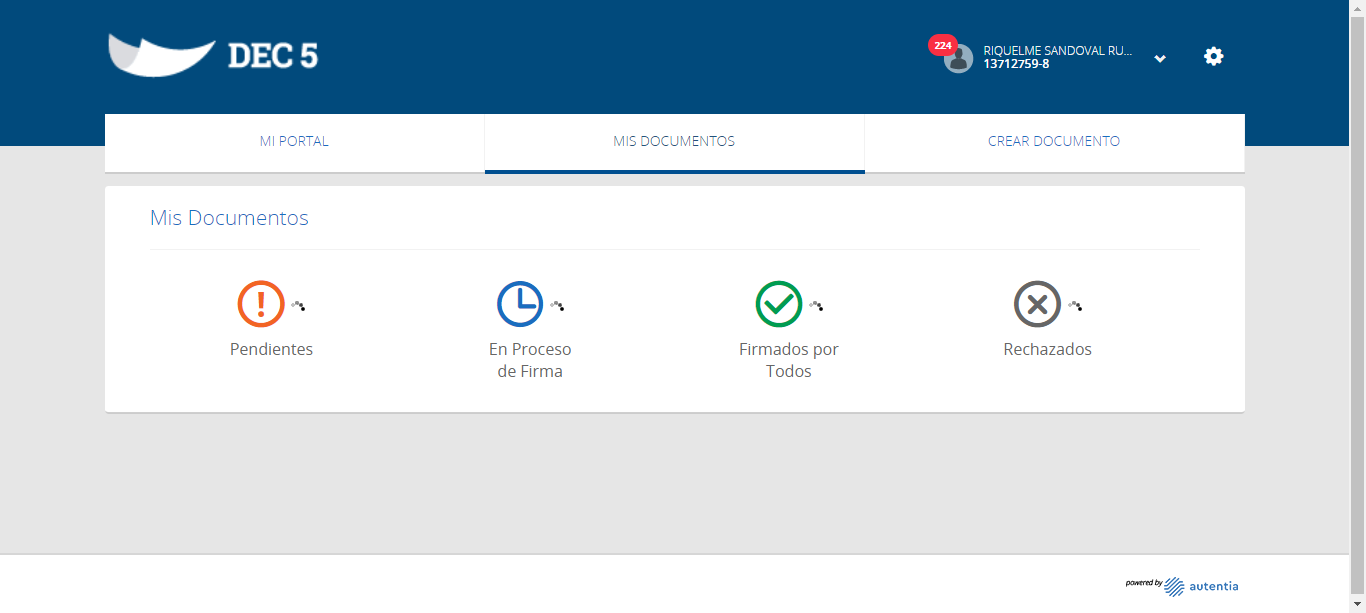 DEC 5
224
RIQUELME SANDOVAL RU...
13712759-8
MI PORTAL
MIS DOCUMENTOS
CREAR DOCUMENTO
Mis Documentos
Pendientes
En Proceso
de Firma
Firmados por
Todos
Rechazados
powered by autentia